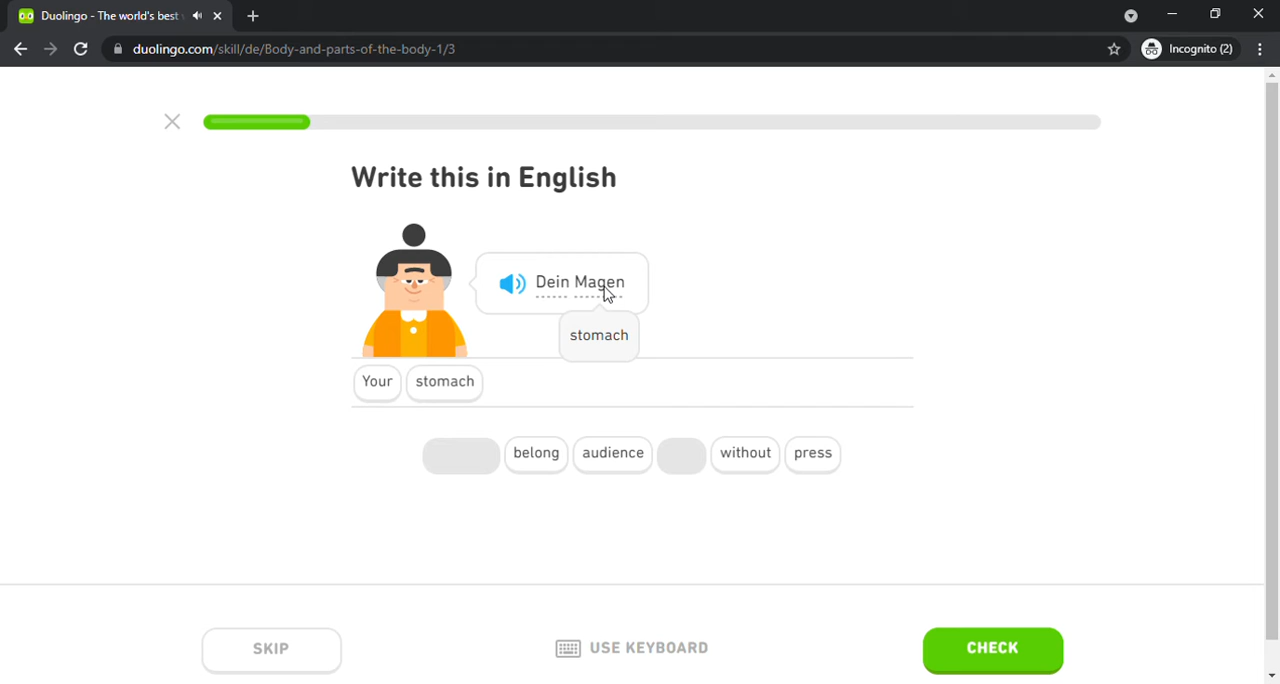 Duolingo - The world's best
duolingo.com/skill/de/Body-and-parts-of-the-body-1/3
Incognito (2)
Write this in English
Dein Magen
stomach
Your stomach
belong audience without press
SKIP
USE KEYBOARD
CHECK